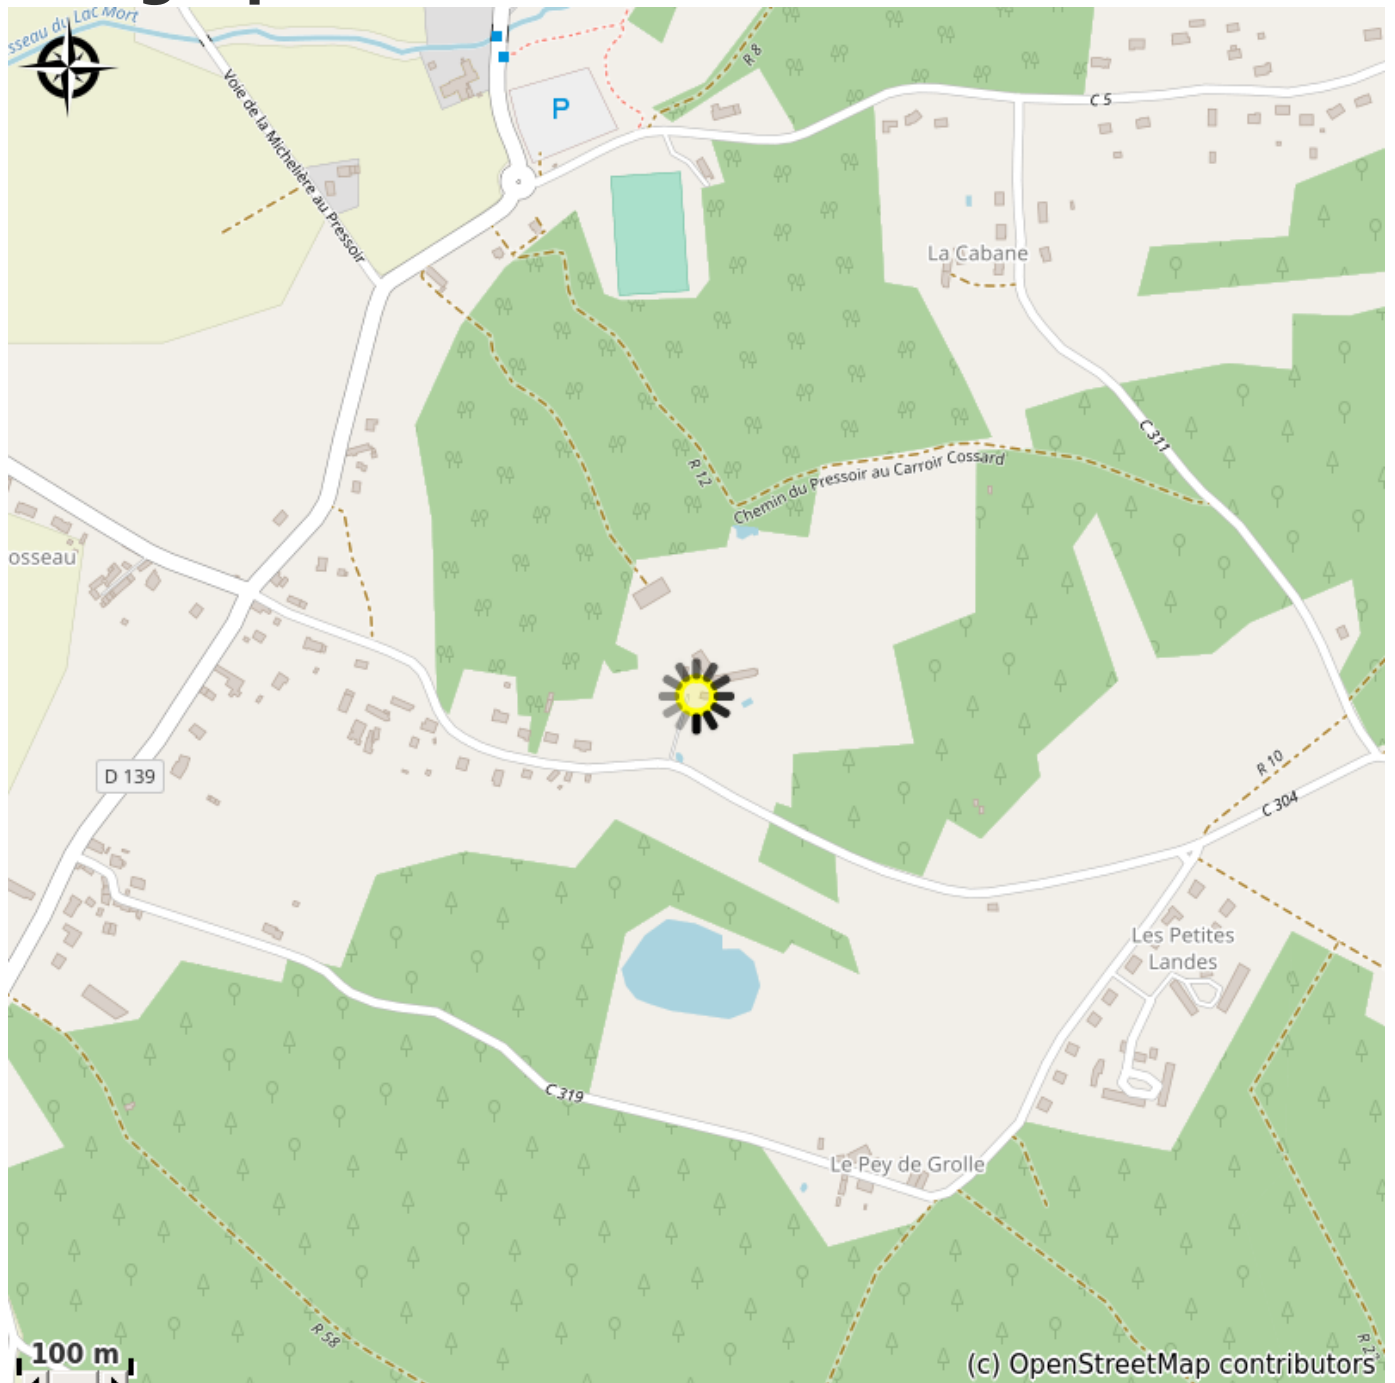 sseau du Lac Mort
R 8
P
Voie de la Michelière au Pressoir
C 5
La Cabane
C 311
R 12
Chemin du Pressoir au Carroir Cossard
osseau
D 139
R 10
C 304
Les Petites
Landes
C 319
Le Pey de Grolle
R 58
100 m
(c) OpenStreetMap contributors